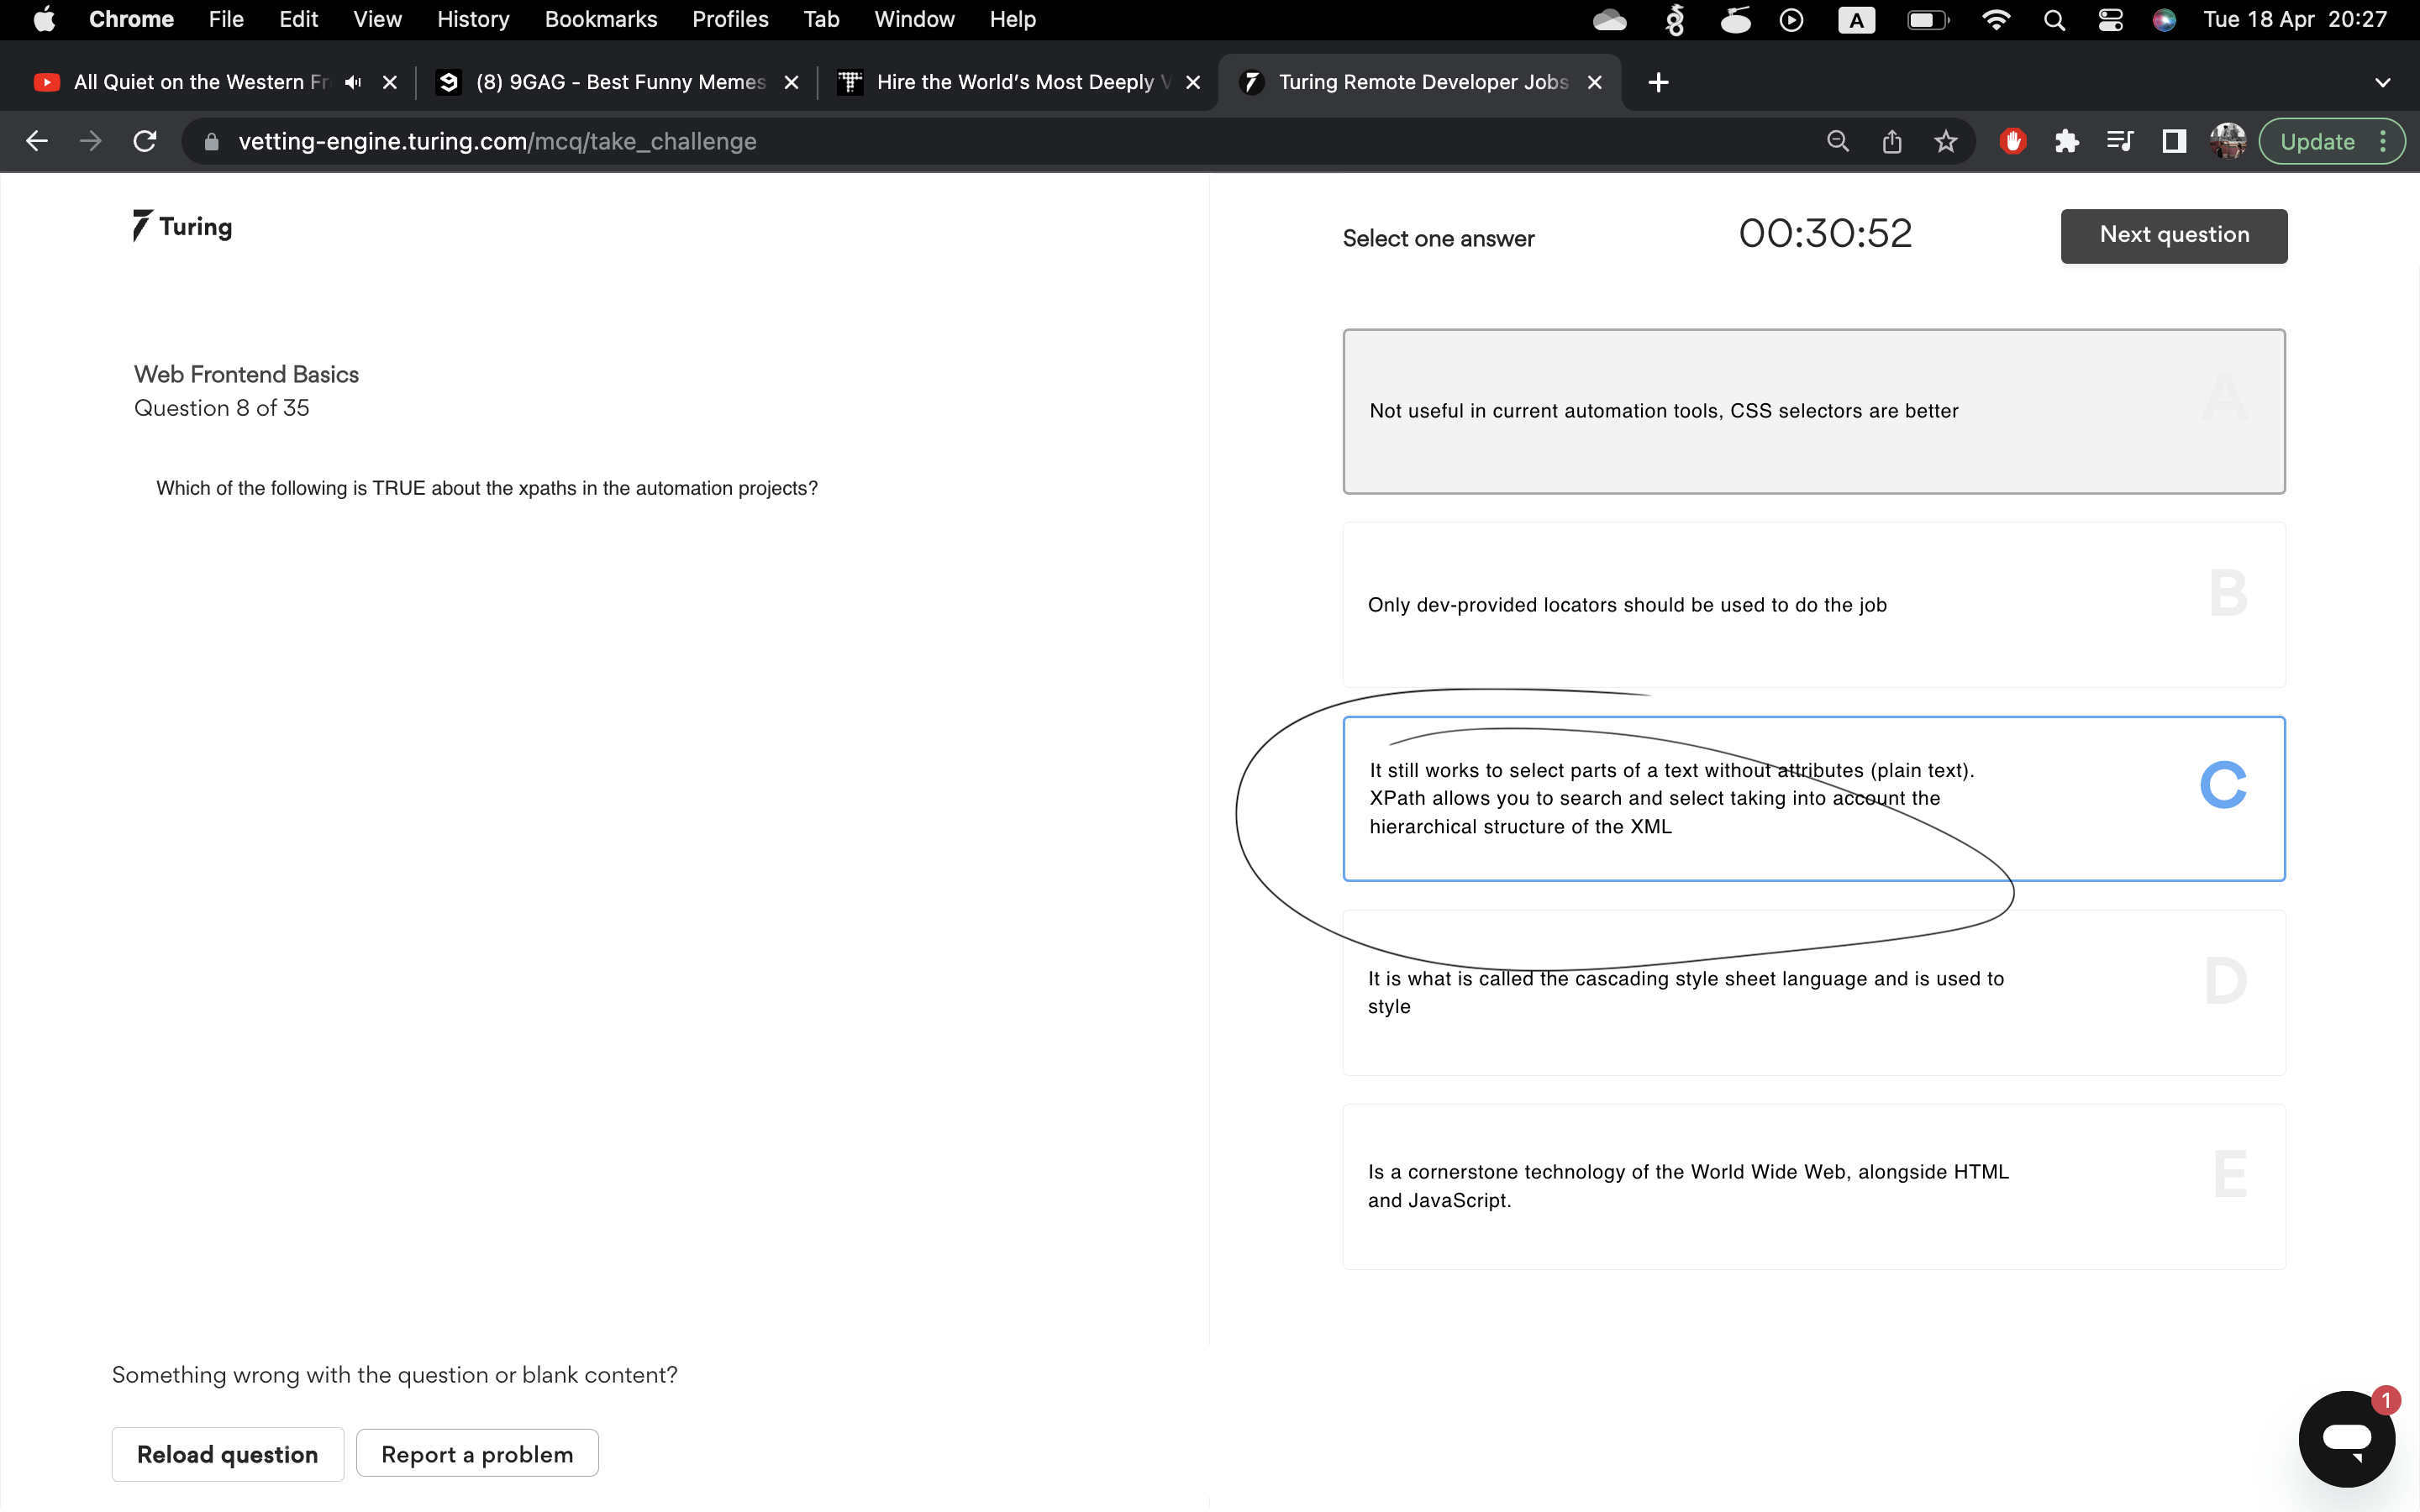 Chrome File Edit View History Bookmarks Profiles Tab Window Help A Tue 18 Apr 20:27
All Quiet on the Western Fr (8) 9GAG - Best Funny Memes Hire the World's Most Deeply V Turing Remote Developer Jobs
vetting-engine.turing.com/mcq/take_challenge Update
Turing
Select one answer 00:30:52 Next question
Web Frontend Basics
Question 8 of 35
Which of the following is TRUE about the xpaths in the automation projects?
Not useful in current automation tools, CSS selectors are better A
Only dev-provided locators should be used to do the job B
It still works to select parts of a text without attributes (plain text).
XPath allows you to search and select taking into account the
hierarchical structure of the XML
C
It is what is called the cascading style sheet language and is used to
style
D
Is a cornerstone technology of the World Wide Web, alongside HTML
and JavaScript.
E
Something wrong with the question or blank content?
Reload question Report a problem
1